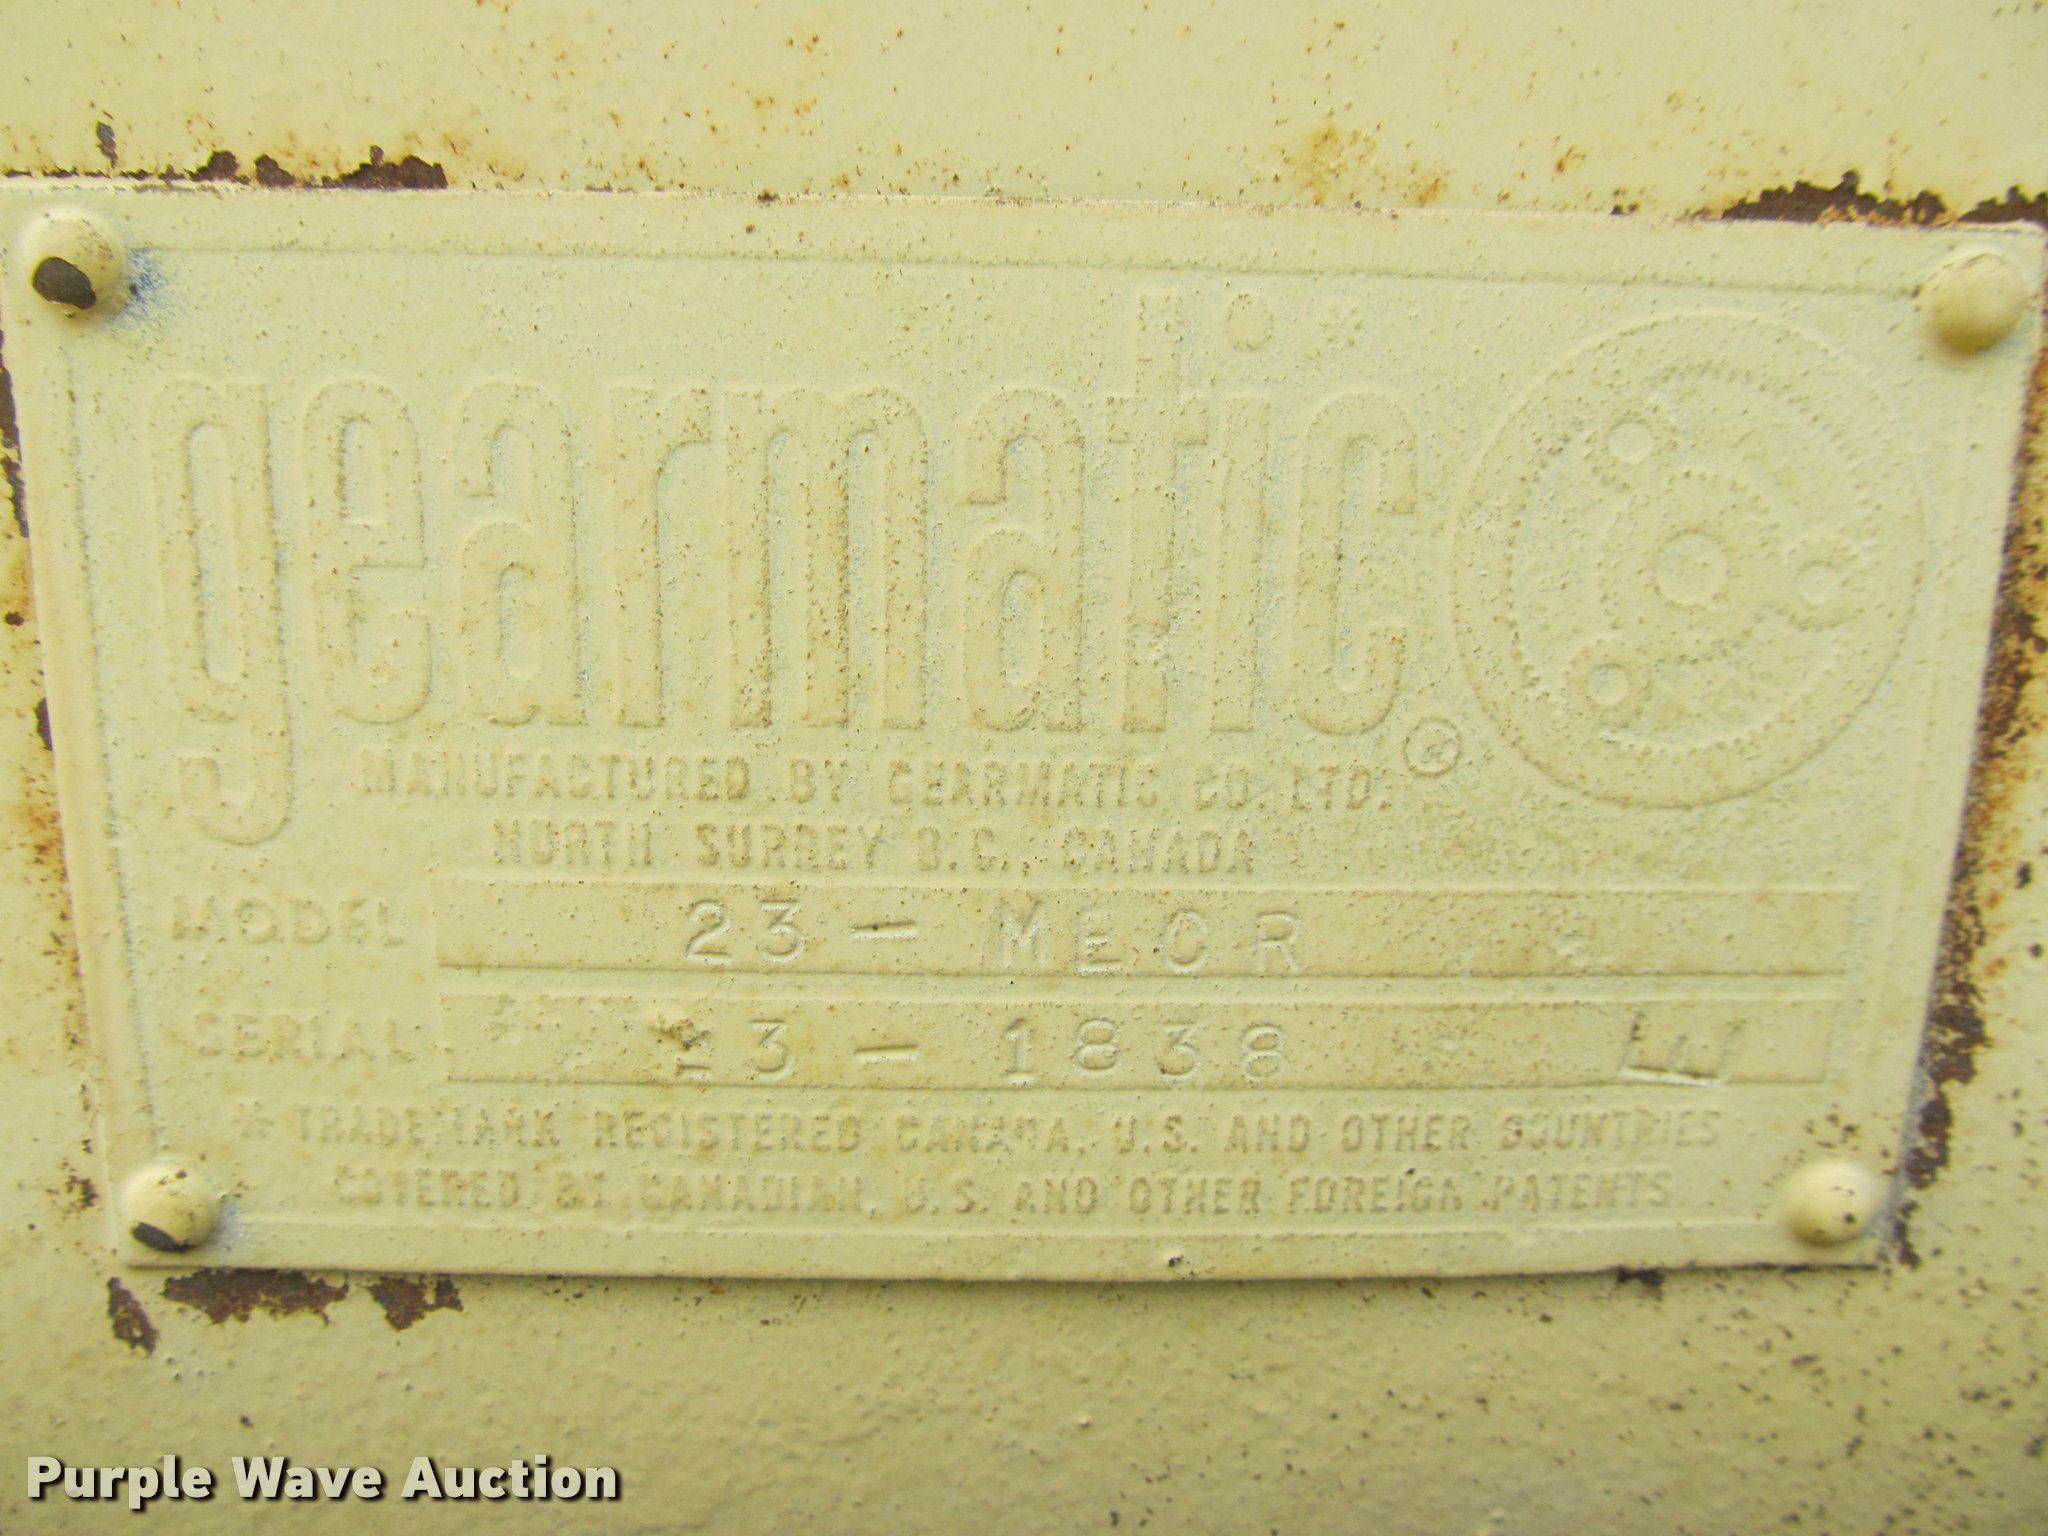 gearmatic ®
MANUFACTURED BY GEARMATIC CO. LTD.
NORTH SURREY B.C., CANADA
MODEL 23 - MECR
SERIAL 3 - 1838
* TRADEMARK REGISTERED CANADA, U.S. AND OTHER COUNTRIES
COVERED BY CANADIAN, U.S. AND OTHER FOREIGN PATENTS
Purple Wave Auction